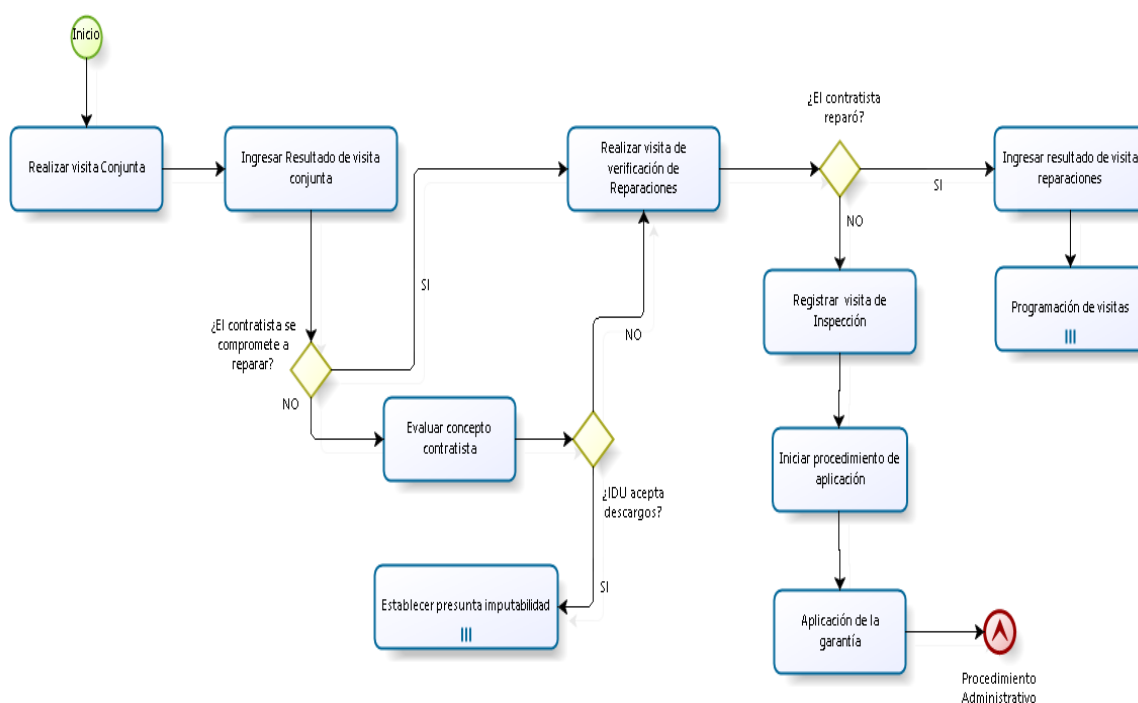 Inicio
Realizar visita Conjunta
Ingresar Resultado de visita
conjunta
¿El contratista se
compromete a
reparar?
SI
NO
Evaluar concepto
contratista
¿IDU acepta
descargos?
NO
SI
Establecer presunta imputabilidad
Realizar visita de
verificación de
Reparaciones
¿El contratista
reparó?
SI
NO
Ingresar resultado de visita
reparaciones
Programación de visitas
Registrar visita de
Inspección
Iniciar procedimiento de
aplicación
Aplicación de la
garantía
Procedimiento
Administrativo